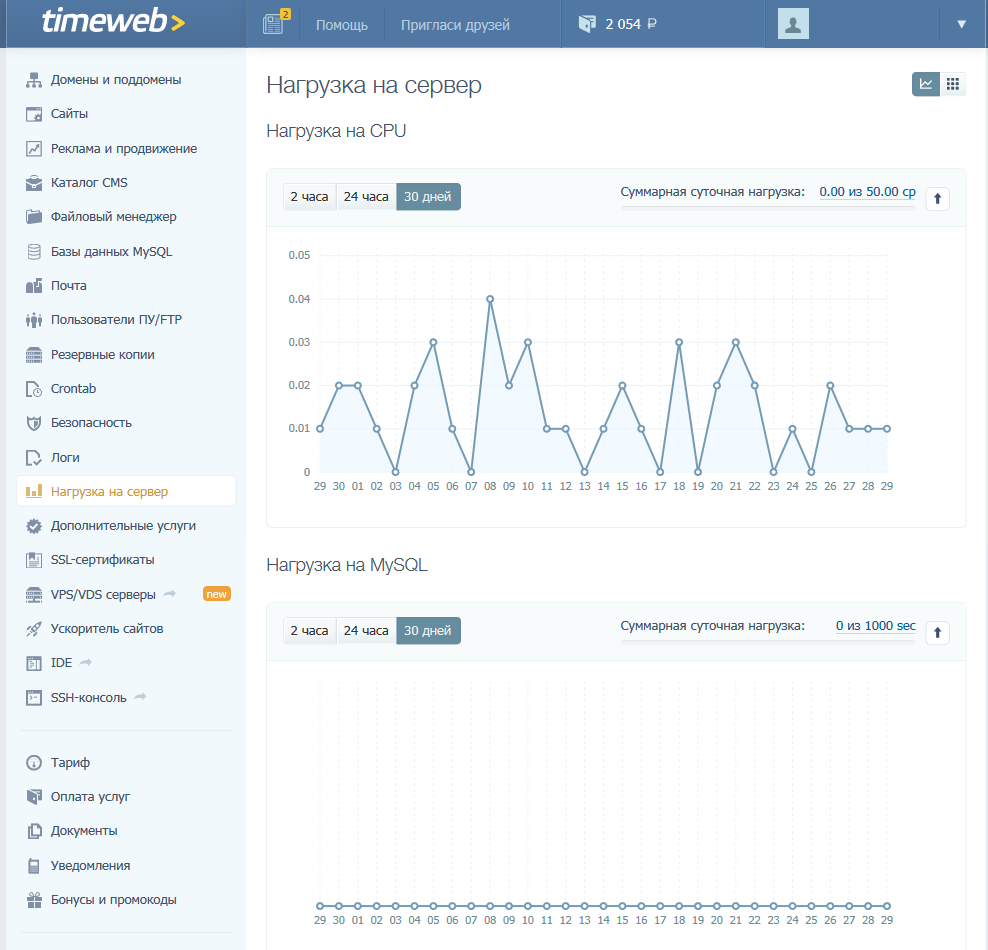 timeweb>
2
Помощь
Пригласи друзей
2 054 ₽
Домены и поддомены
Сайты
Реклама и продвижение
Каталог CMS
Файловый менеджер
Базы данных MySQL
Почта
Пользователи ПУ/FTP
Резервные копии
Crontab
Безопасность
Логи
Нагрузка на сервер
Дополнительные услуги
SSL-сертификаты
VPS/VDS серверы new
Ускоритель сайтов
IDE
SSH-консоль
Тариф
Оплата услуг
Документы
Уведомления
Бонусы и промокоды
Нагрузка на сервер
Нагрузка на CPU
2 часа 24 часа 30 дней
Суммарная суточная нагрузка: 0.00 из 50.00 cp
0.05
0.04
0.03
0.02
0.01
0
29 30 01 02 03 04 05 06 07 08 09 10 11 12 13 14 15 16 17 18 19 20 21 22 23 24 25 26 27 28 29
Нагрузка на MySQL
2 часа 24 часа 30 дней
Суммарная суточная нагрузка: 0 из 1000 sec
29 30 01 02 03 04 05 06 07 08 09 10 11 12 13 14 15 16 17 18 19 20 21 22 23 24 25 26 27 28 29